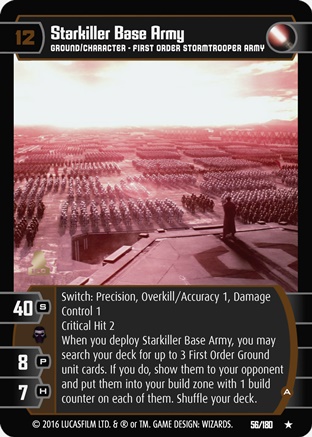 12
Starkiller Base Army
GROUND/CHARACTER - FIRST ORDER STORMTROOPER ARMY
40 S
8 P
7 H
Switch: Precision, Overkill/Accuracy 1, Damage
Control 1
Critical Hit 2
When you deploy Starkiller Base Army, you may
search your deck for up to 3 First Order Ground
unit cards. If you do, show them to your opponent
and put them into your build zone with 1 build
counter on each of them. Shuffle your deck.
A
© 2016 LUCASFILM LTD. & ® or TM. GAME DESIGN: WIZARDS.
56/180